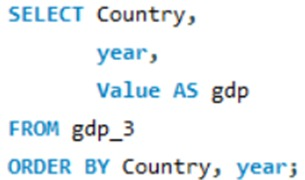 SELECT Country,
year,
Value AS gdp
FROM gdp_3
ORDER BY Country, year;